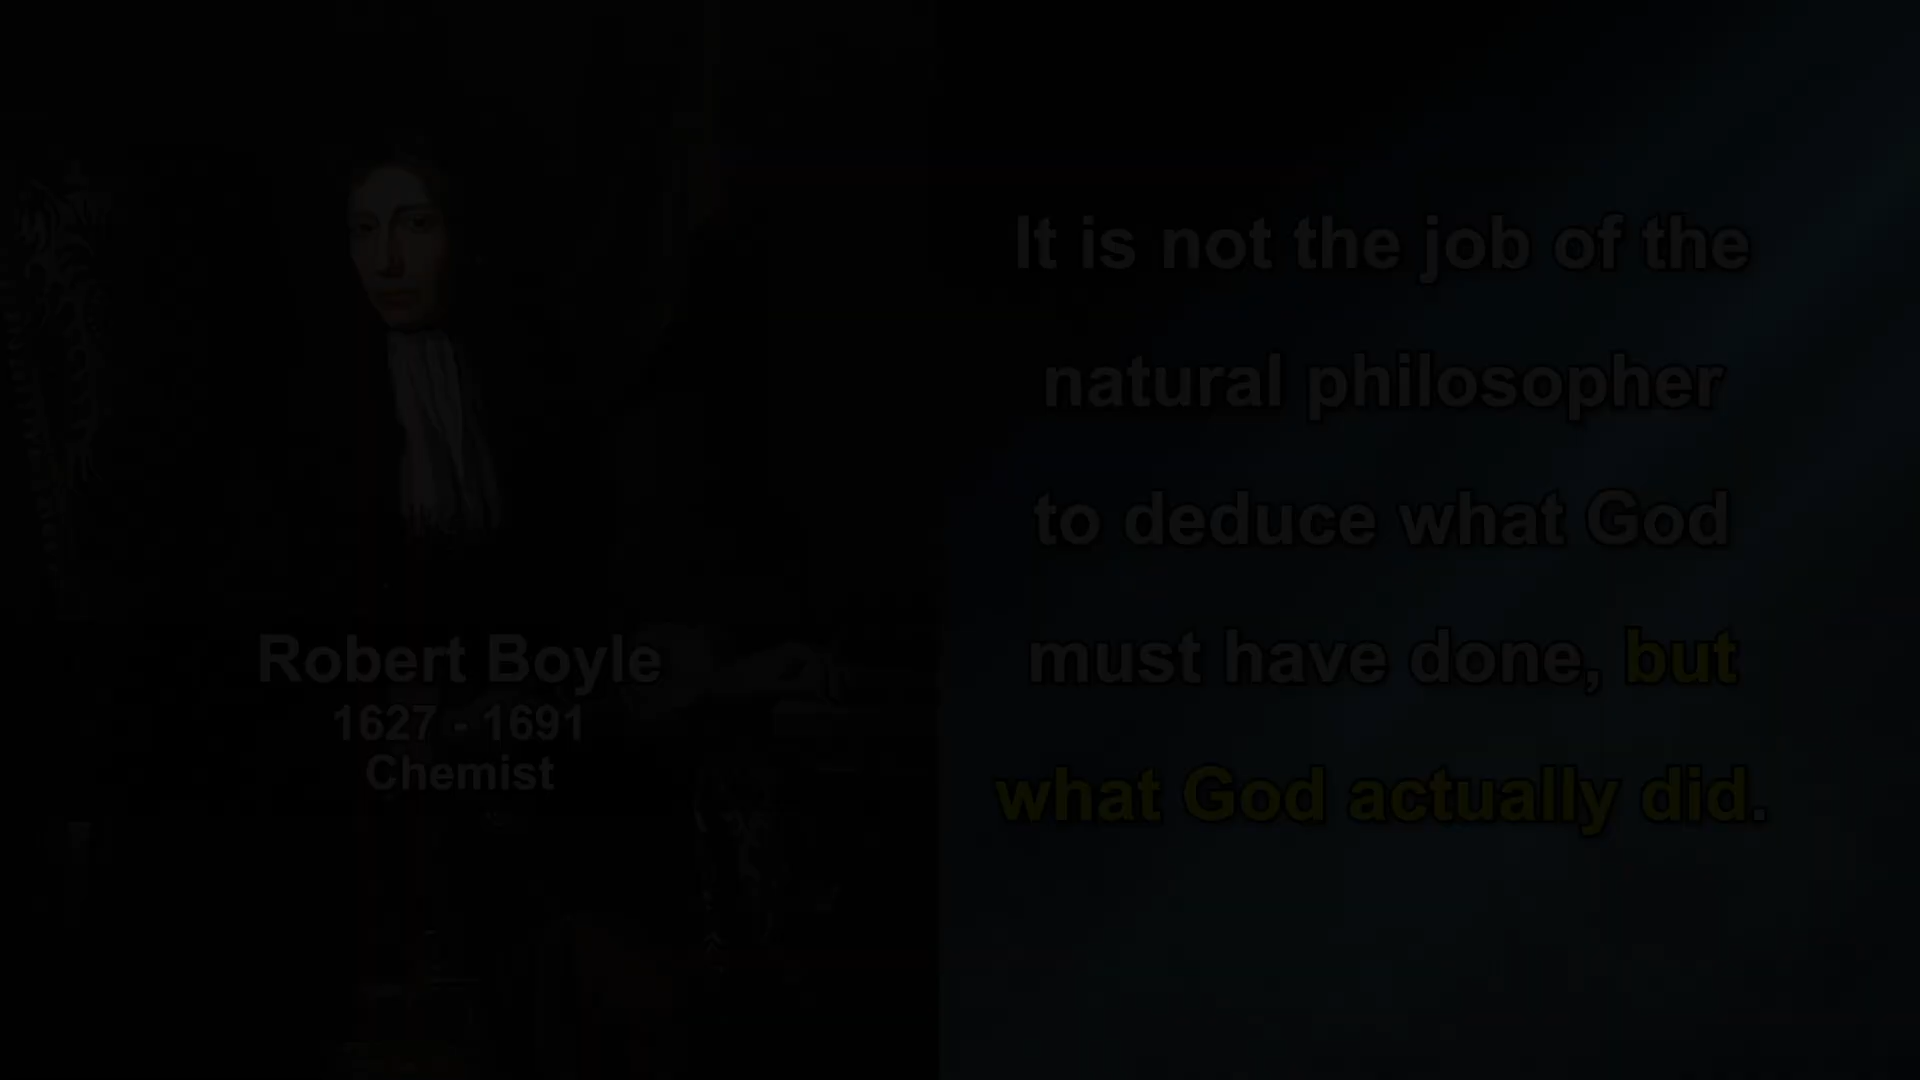 Robert Boyle
1627 - 1691
Chemist
It is not the job of the
natural philosopher
to deduce what God
must have done, but
what God actually did.